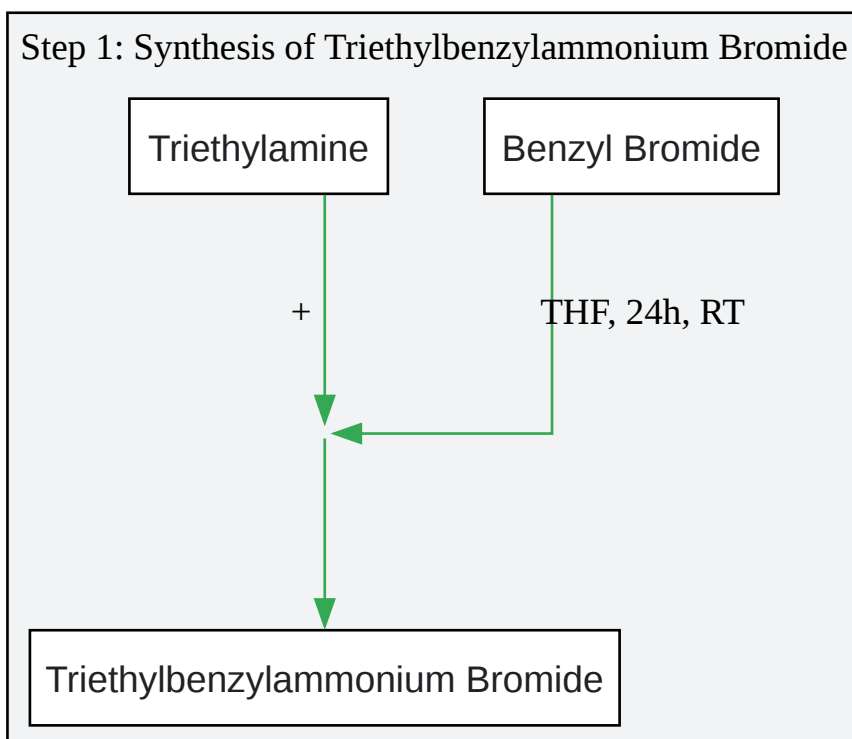 Step 1: Synthesis of Triethylbenzylammonium Bromide
Triethylamine
Benzyl Bromide
+
THF, 24h, RT
Triethylbenzylammonium Bromide